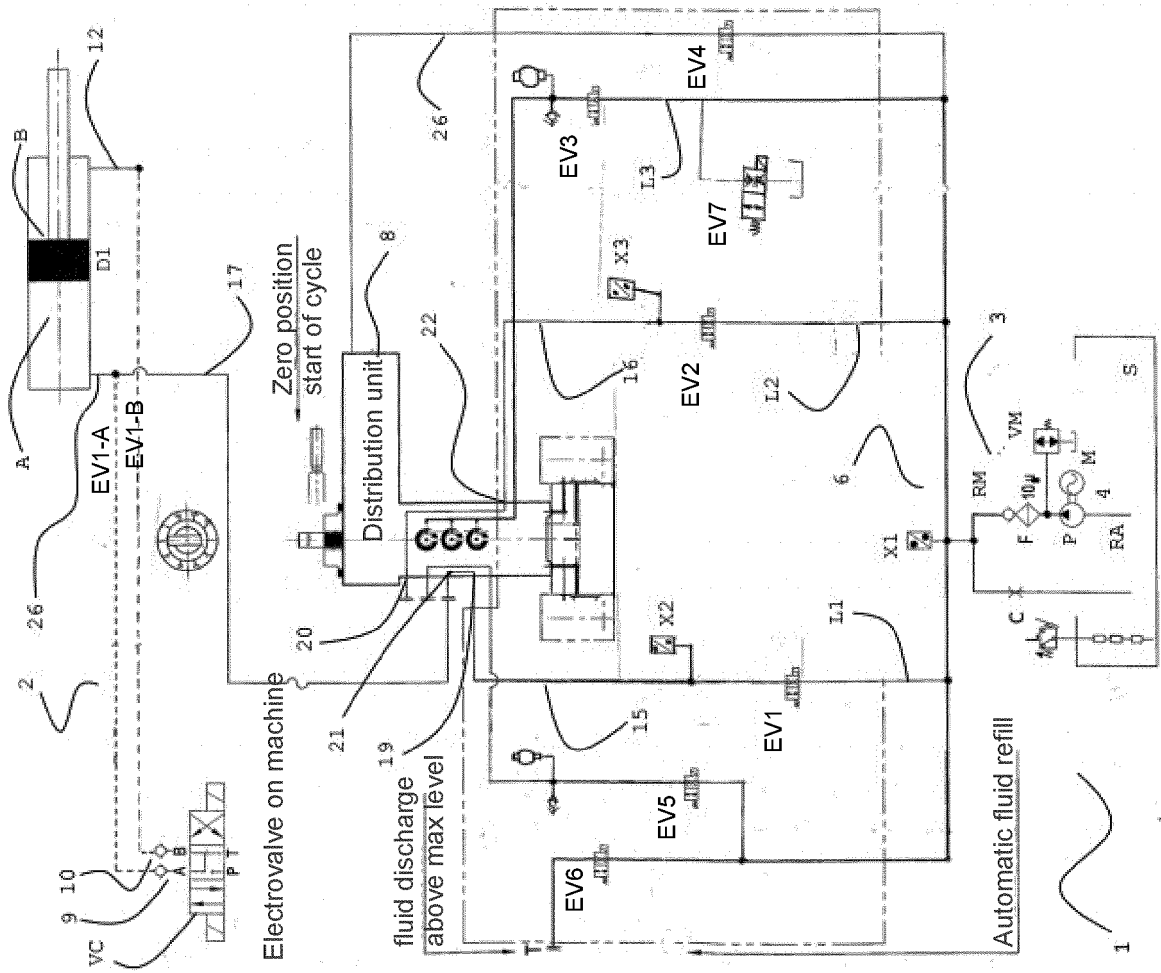 12
B
D1
A
17
26
EV1-A
EV1-B
2
10
9
VC
A
B
P
T
Electrovalve on machine
Zero position
start of cycle
8
Distribution unit
22
20
21
19
26
EV4
EV3
L3
EV7
X3
16
EV2
L2
fluid discharge
above max level
15
X2
EV1
L1
EV5
EV6
T
6
X1
3
RM
VM
10µ
F
M
P
4
RA
C
S
Automatic fluid refill
1